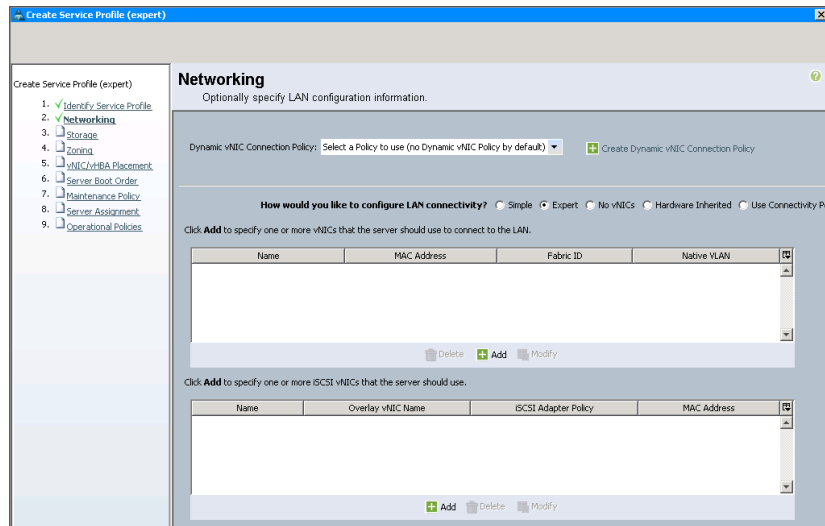 Create Service Profile (expert)
Create Service Profile (expert)
1. Identify Service Profile
2. Networking
3. Storage
4. Zoning
5. vNIC/vHBA Placement
6. Server Boot Order
7. Maintenance Policy
8. Server Assignment
9. Operational Policies
Networking
Optionally specify LAN configuration information.
Dynamic vNIC Connection Policy: Select a Policy to use (no Dynamic vNIC Policy by default) Create Dynamic vNIC Connection Policy
How would you like to configure LAN connectivity? Simple Expert No vNICs Hardware Inherited Use Connectivity P
Click Add to specify one or more vNICs that the server should use to connect to the LAN.
Name MAC Address Fabric ID Native VLAN
Delete Add Modify
Click Add to specify one or more iSCSI vNICs that the server should use.
Name Overlay vNIC Name iSCSI Adapter Policy MAC Address
Add Delete Modify